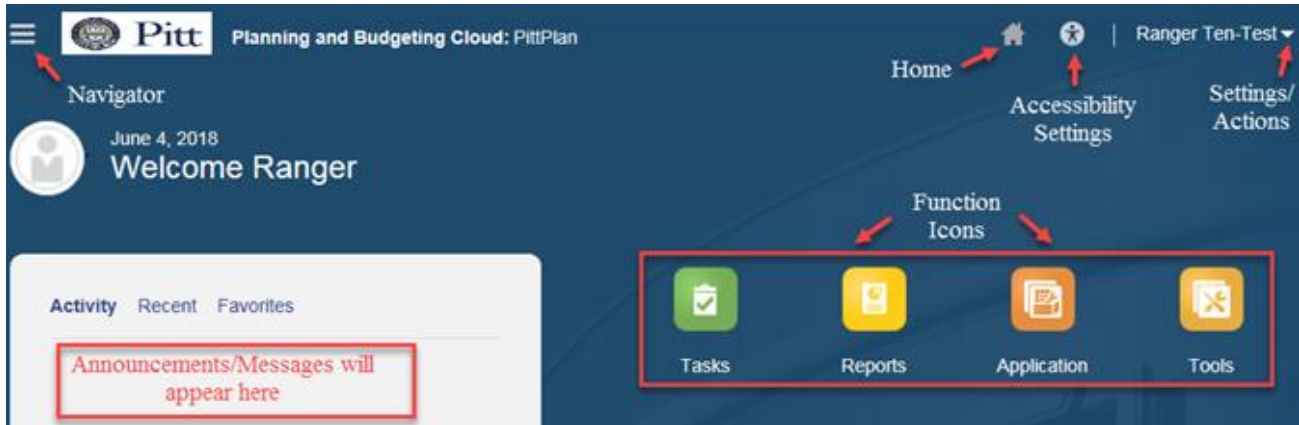 Pitt Planning and Budgeting Cloud: PittPlan
Ranger Ten-Test
Navigator
Home
Accessibility
Settings
Settings/
Actions
June 4, 2018
Welcome Ranger
Function
Icons
Activity Recent Favorites
Announcements/Messages will
appear here
Tasks Reports Application Tools